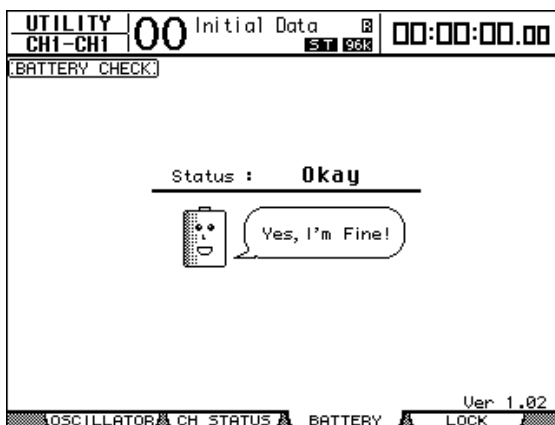 UTILITY 00 Initial Data R 00:00:00.00
CH1-CH1 ST 96K
BATTERY CHECK
Status : Okay
Yes, I'm Fine!
Ver 1.02
OSCILLATOR CH STATUS BATTERY LOCK